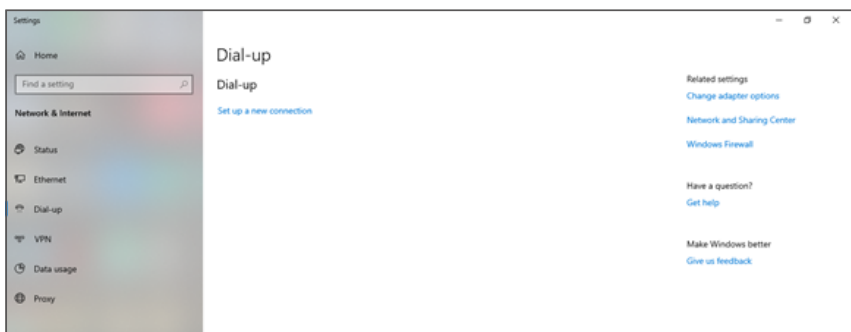 Settings
Home
Find a setting
Network & Internet
Status
Ethernet
Dial-up
VPN
Data usage
Proxy
Dial-up
Dial-up
Set up a new connection
Related settings
Change adapter options
Network and Sharing Center
Windows Firewall
Have a question?
Get help
Make Windows better
Give us feedback